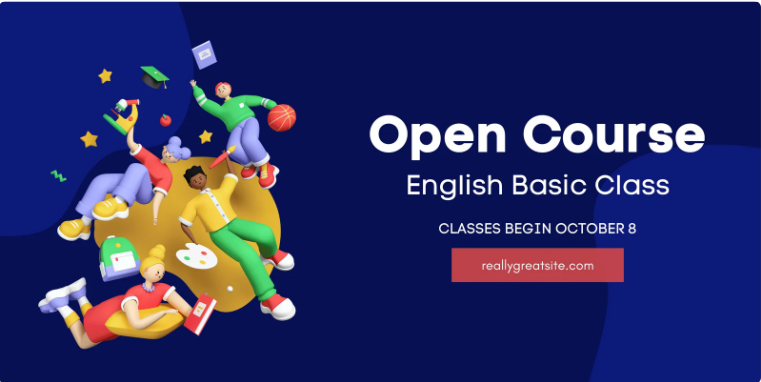 Open Course
English Basic Class
CLASSES BEGIN OCTOBER 8
reallygreatsite.com